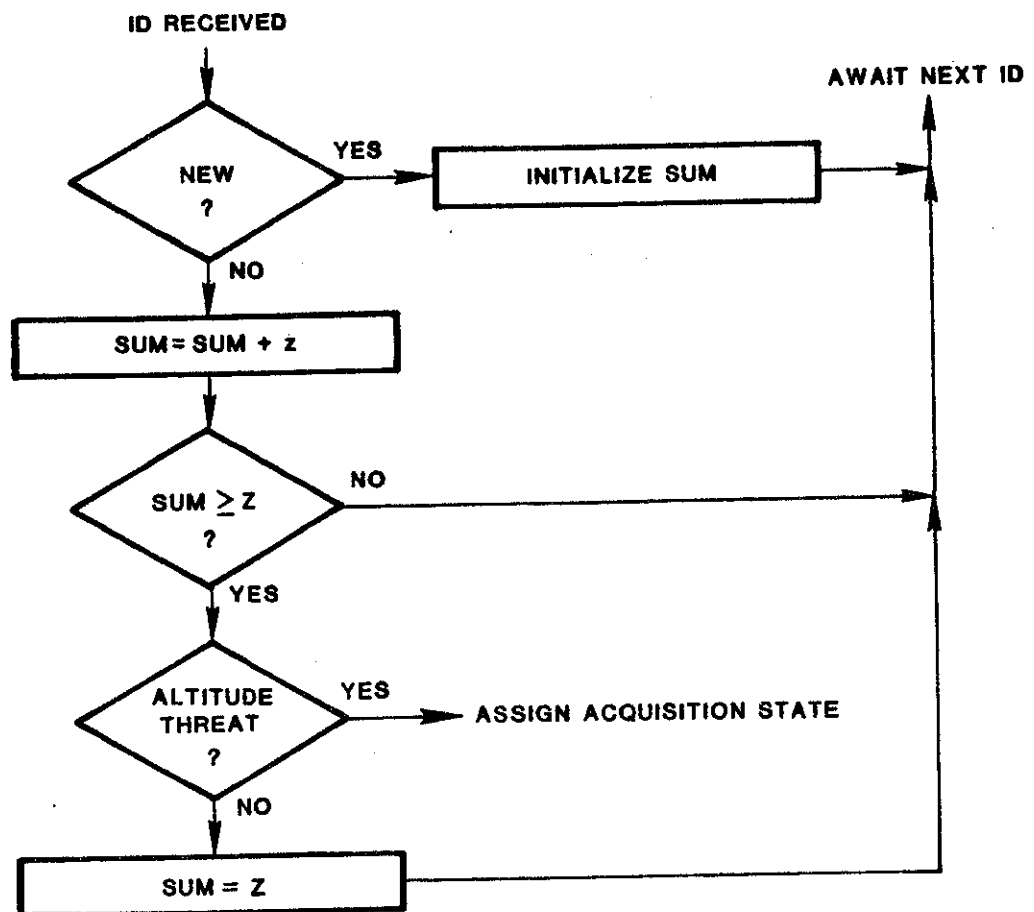 ID RECEIVED
AWAIT NEXT ID
NEW
?
YES
INITIALIZE SUM
NO
SUM = SUM + z
SUM ≥ Z
?
NO
YES
ALTITUDE
THREAT
?
YES
ASSIGN ACQUISITION STATE
NO
SUM = Z